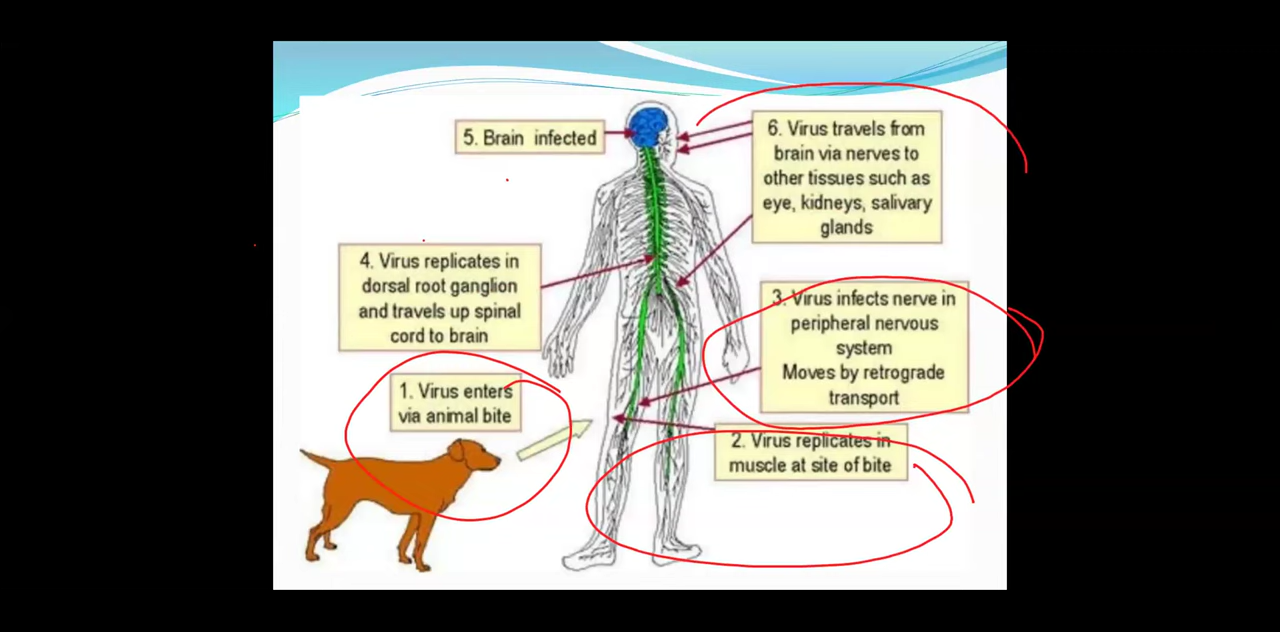 5. Brain infected
6. Virus travels from
brain via nerves to
other tissues such as
eye, kidneys, salivary
glands
4. Virus replicates in
dorsal root ganglion
and travels up spinal
cord to brain
3. Virus infects nerve in
peripheral nervous
system
Moves by retrograde
transport
1. Virus enters
via animal bite
2. Virus replicates in
muscle at site of bite